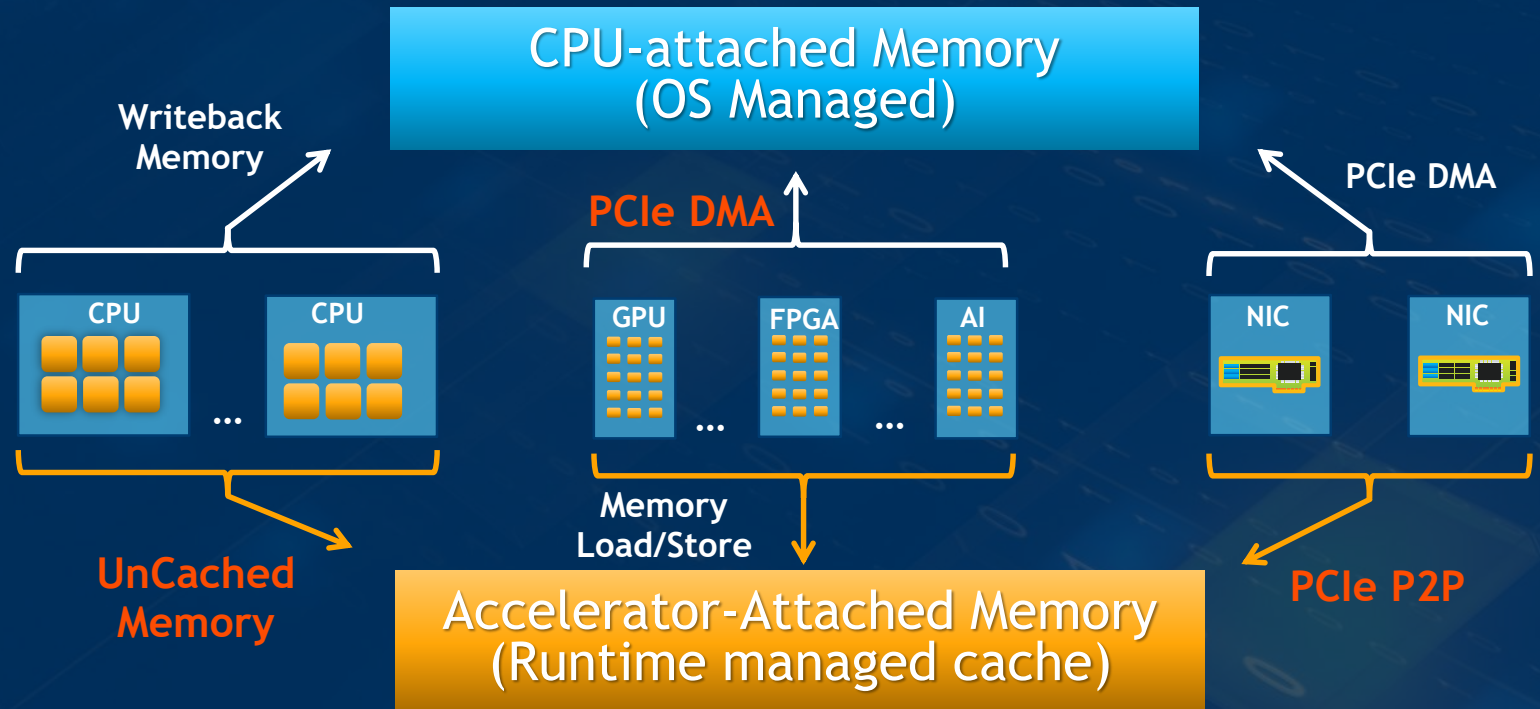 CPU-attached Memory
(OS Managed)
Writeback
Memory
PCIe DMA
PCIe DMA
CPU
CPU
GPU
FPGA
AI
NIC
NIC
...
...
...
Memory
Load/Store
UnCached
Memory
PCIe P2P
Accelerator-Attached Memory
(Runtime managed cache)